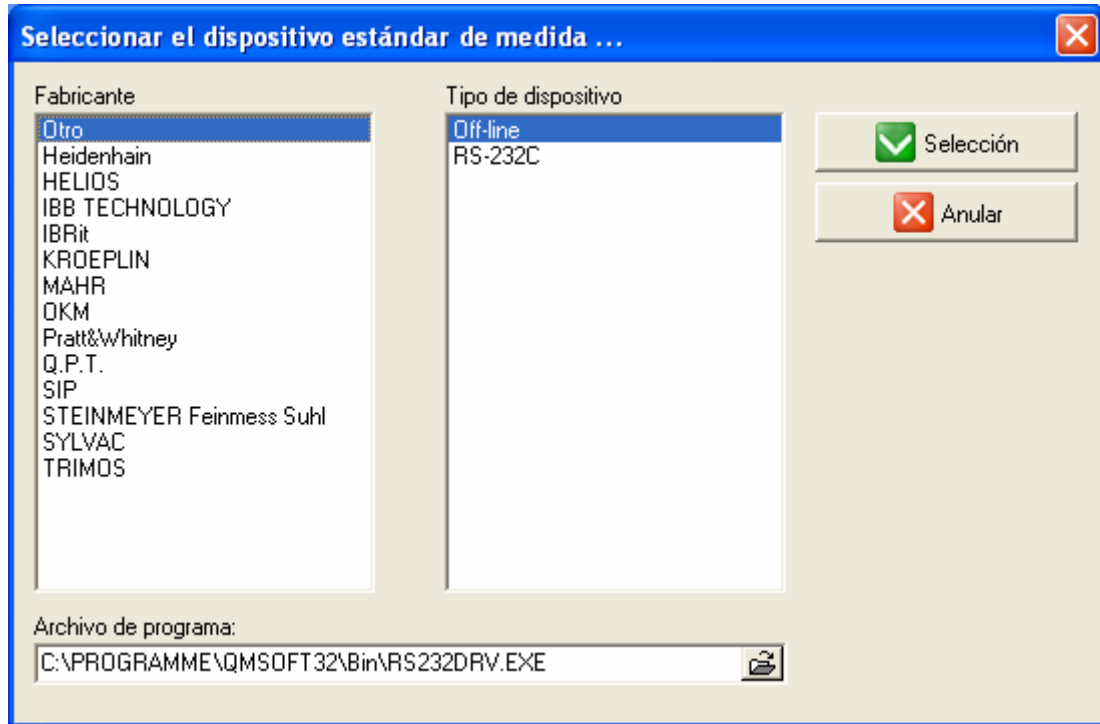 Seleccionar el dispositivo estándar de medida ...
Fabricante
Otro
Heidenhain
HELIOS
IBB TECHNOLOGY
IBRit
KROEPLIN
MAHR
OKM
Pratt&Whitney
Q.P.T.
SIP
STEINMEYER Feinmess Suhl
SYLVAC
TRIMOS
Tipo de dispositivo
Off-line
RS-232C
Selección
Anular
Archivo de programa:
C:\PROGRAMME\QMSOFT32\Bin\RS232DRV.EXE